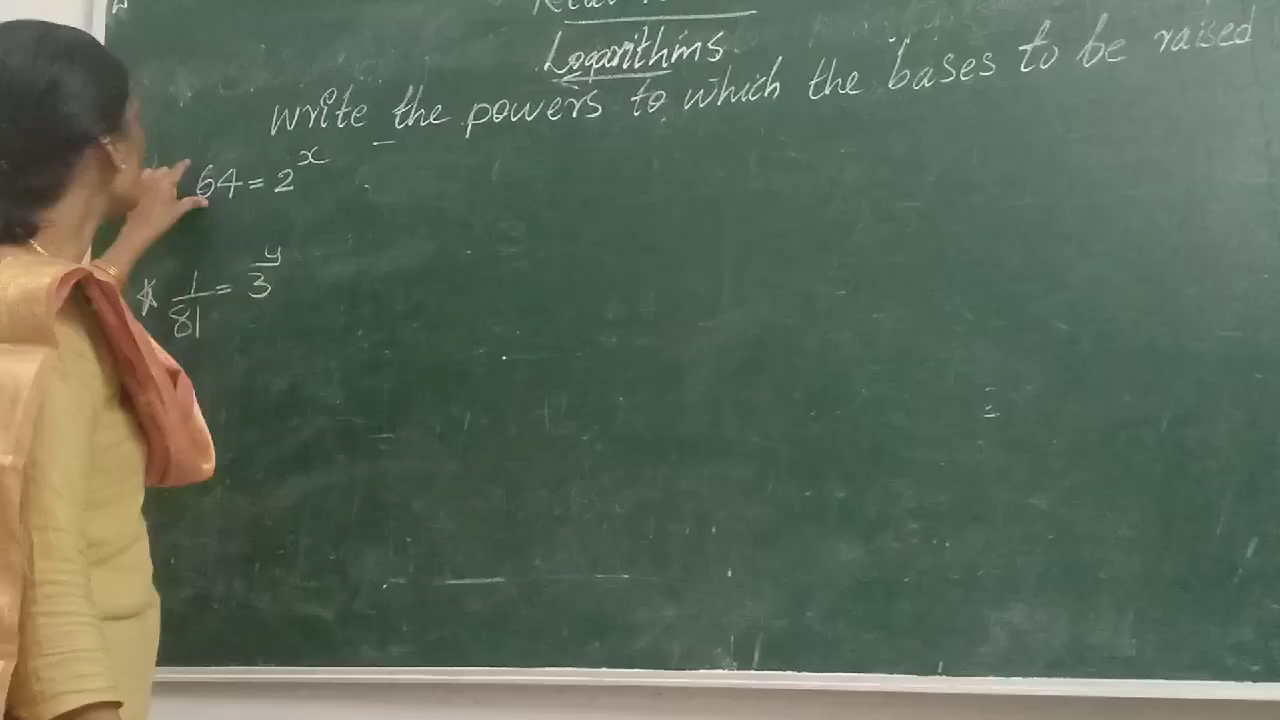 Logarithms
write the powers to which the bases to be raised
64 = 2^x
* 1/81 = 3^y